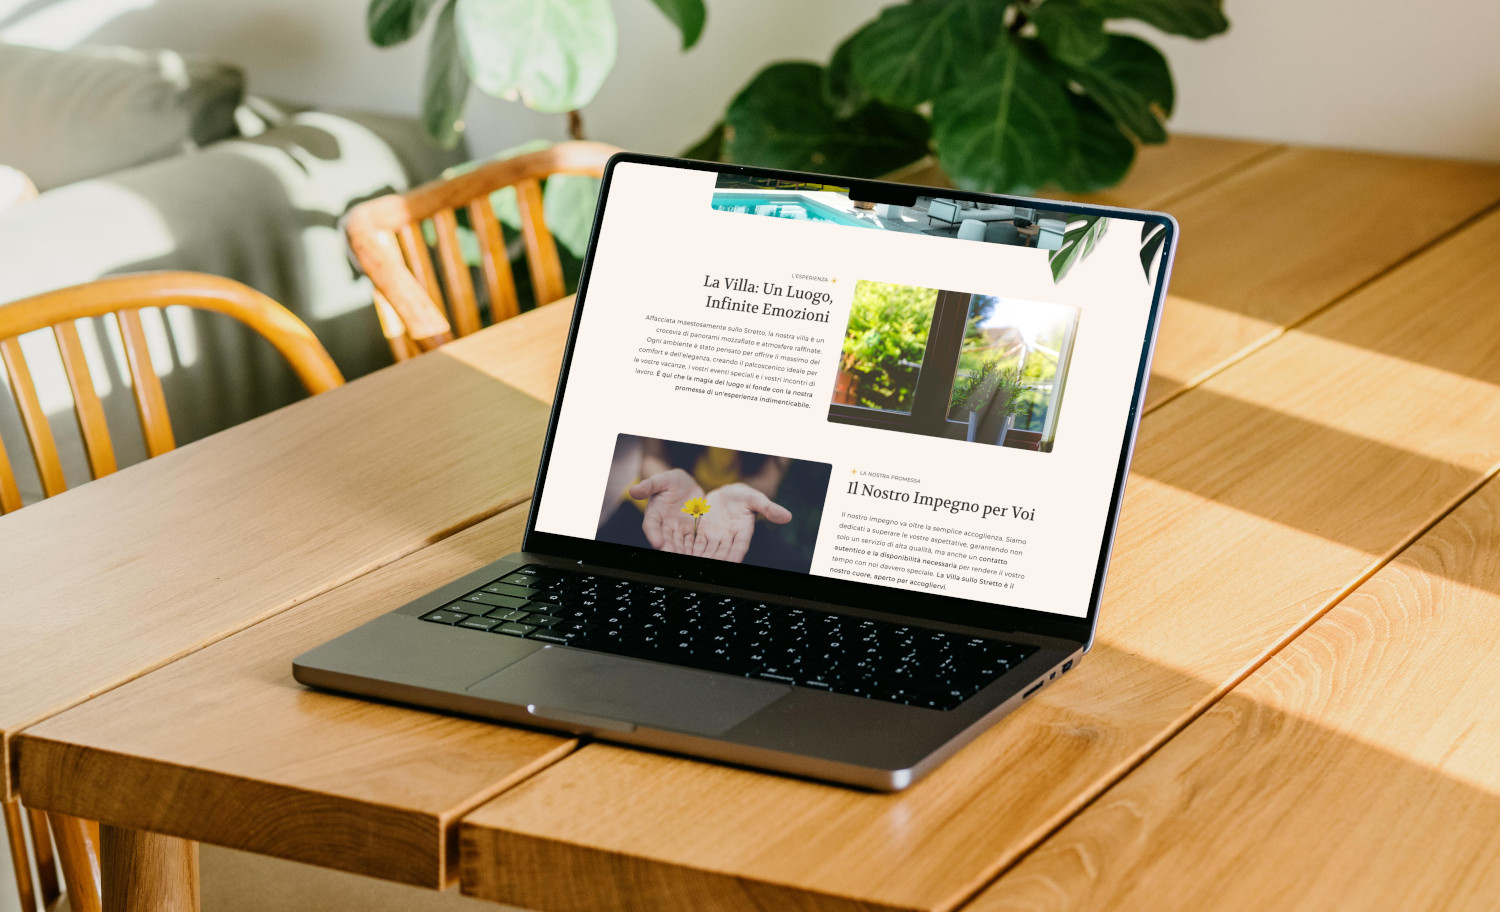 L'ESPERIENZA
La Villa: Un Luogo,
Infinite Emozioni
Affacciata maestosamente sullo Stretto, la nostra villa è un
crocevia di panorami mozzafiato e atmosfere raffinate.
Ogni ambiente è stato pensato per offrire il massimo del
comfort e dell'eleganza, creando il palcoscenico ideale per
le vostre vacanze, i vostri eventi speciali e i vostri incontri di
lavoro. È qui che la magia del luogo si fonde con la nostra
promessa di un'esperienza indimenticabile.
LA NOSTRA PROMESSA
Il Nostro Impegno per Voi
Il nostro impegno va oltre la semplice accoglienza. Siamo
dedicati a superare le vostre aspettative, garantendo non
solo un servizio di alta qualità, ma anche un contatto
autentico e la disponibilità necessaria per rendere il vostro
tempo con noi davvero speciale. La Villa sullo Stretto è il
nostro cuore, aperto per accogliervi.